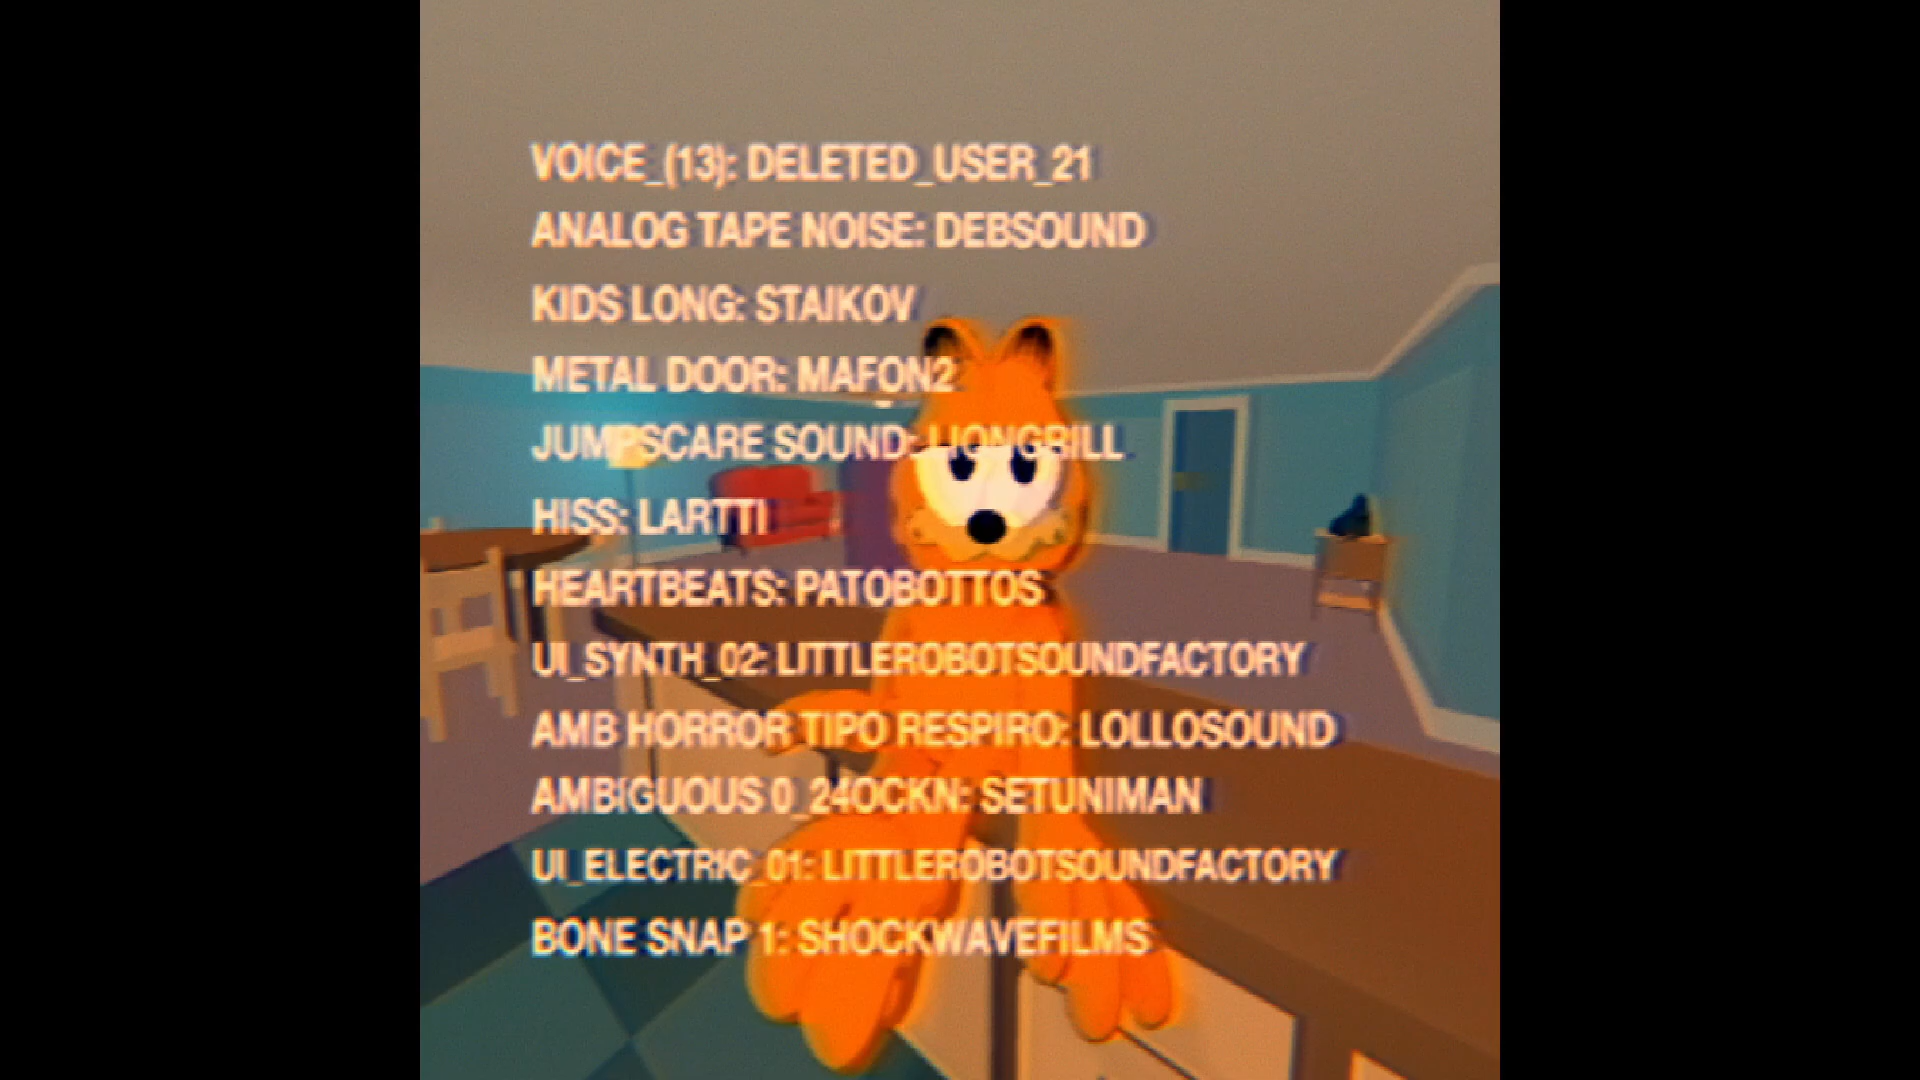 VOICE_(13): DELETED_USER_21
ANALOG TAPE NOISE: DEBSOUND
KIDS LONG: STAIKOV
METAL DOOR: MAFON2
JUMPSCARE SOUND: LIONGRILL
HISS: LARTTI
HEARTBEATS: PATOBOTTOS
UI_SYNTH_02: LITTLEROBOTSOUNDFACTORY
AMB HORROR TIPO RESPIRO: LOLLOSOUND
AMBIGUOUS 0_24OCKN: SETUNIMAN
UI_ELECTRIC_01: LITTLEROBOTSOUNDFACTORY
BONE SNAP 1: SHOCKWAVEFILMS